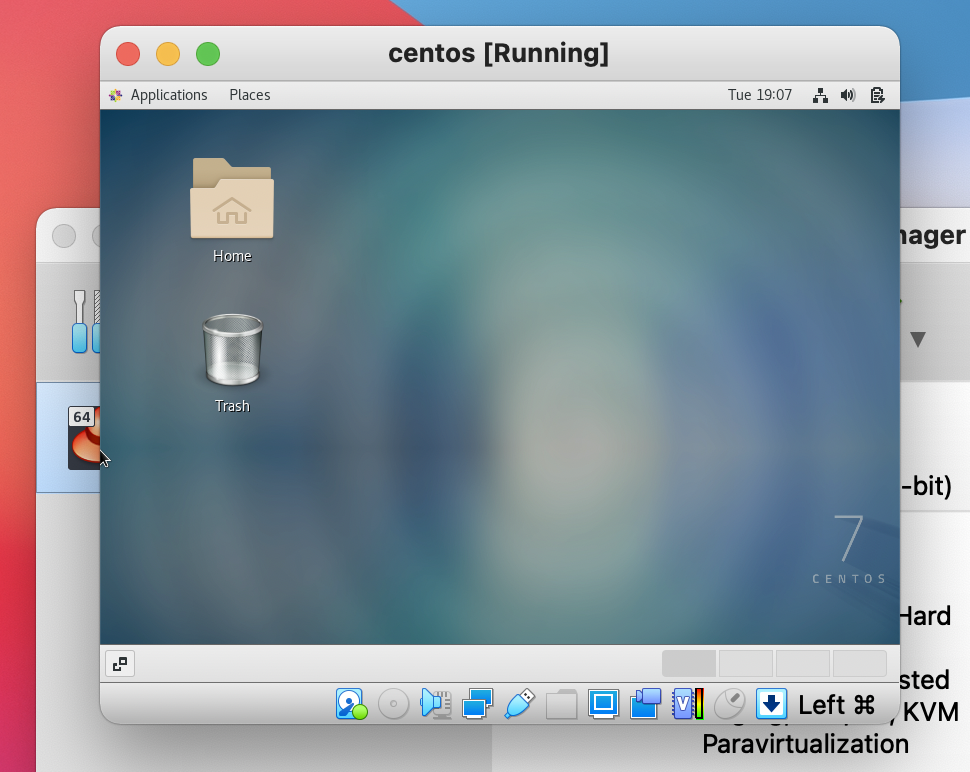 centos [Running]
Applications Places Tue 19:07
nager
Home
64
Trash
-bit)
7
CENTOS
Hard
sted
KVM
V
Left ⌘
Paravirtualization